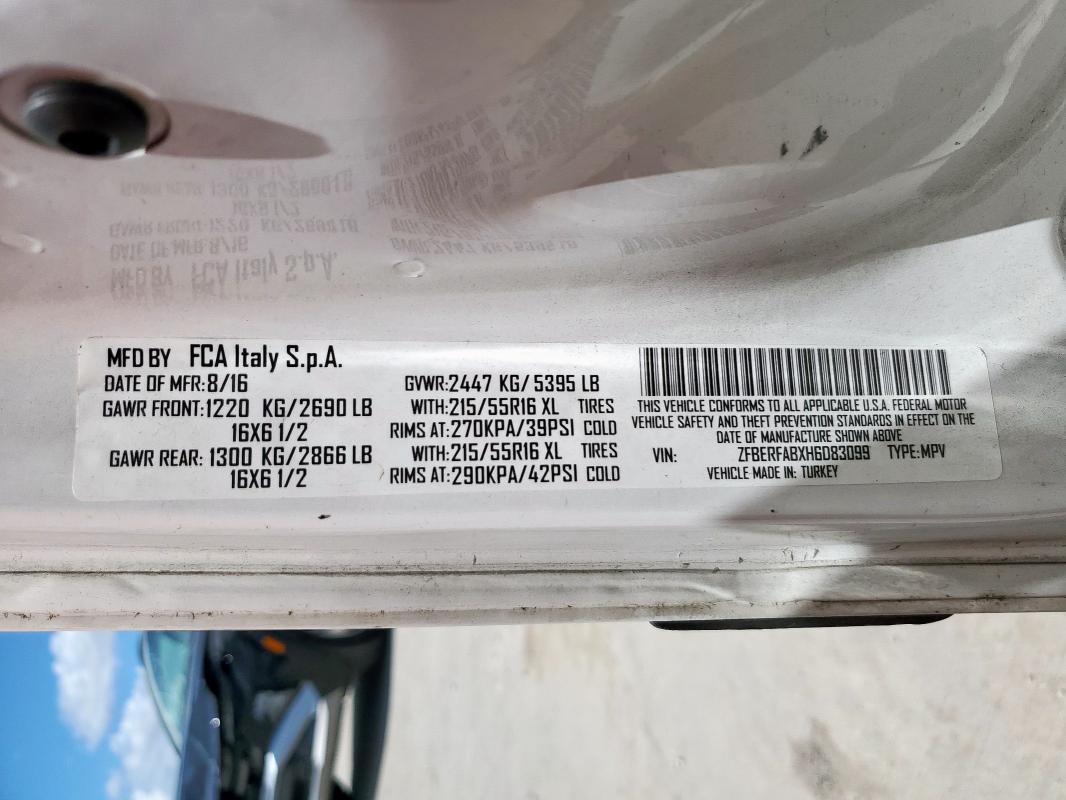 MFD BY FCA Italy S.p.A.
DATE OF MFR:8/16 GVWR:2447 KG/5395 LB
GAWR FRONT:1220 KG/2690 LB WITH:215/55R16 XL TIRES
16X6 1/2 RIMS AT:270KPA/39PSI COLD
GAWR REAR: 1300 KG/2866 LB WITH:215/55R16 XL TIRES
16X6 1/2 RIMS AT:290KPA/42PSI COLD
THIS VEHICLE CONFORMS TO ALL APPLICABLE U.S.A. FEDERAL MOTOR
VEHICLE SAFETY AND THEFT PREVENTION STANDARDS IN EFFECT ON THE
DATE OF MANUFACTURE SHOWN ABOVE
VIN: ZFBERFABXH6D83099 TYPE:MPV
VEHICLE MADE IN: TURKEY